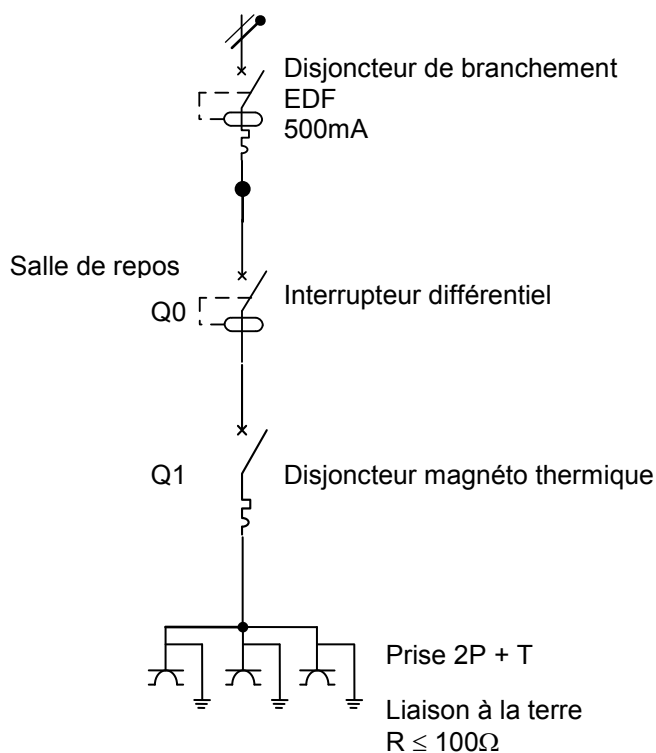 Disjoncteur de branchement
EDF
500mA
Salle de repos
Q0
Interrupteur différentiel
Q1
Disjoncteur magnéto thermique
Prise 2P + T
Liaison à la terre
R ≤ 100Ω